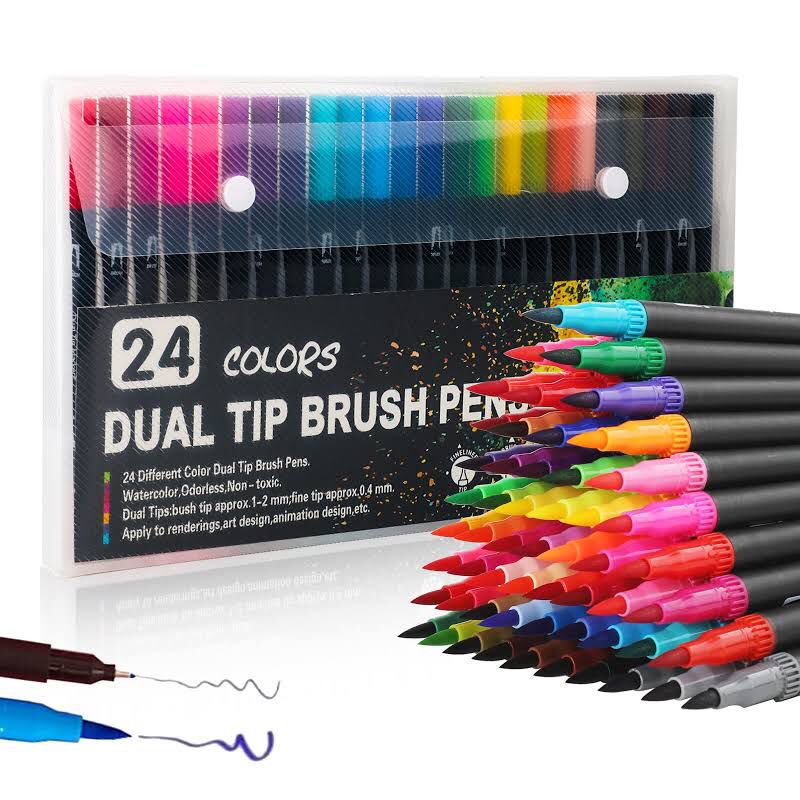 24 COLORS
DUAL TIP BRUSH PENS
24 Different Color Dual Tip Brush Pens.
Watercolor,Odorless,Non-toxic.
Dual Tips:bush tip approx.1-2 mm;fine tip approx.0.4 mm.
Apply to renderings,art design,animation design,etc.
FINELINER
TIP